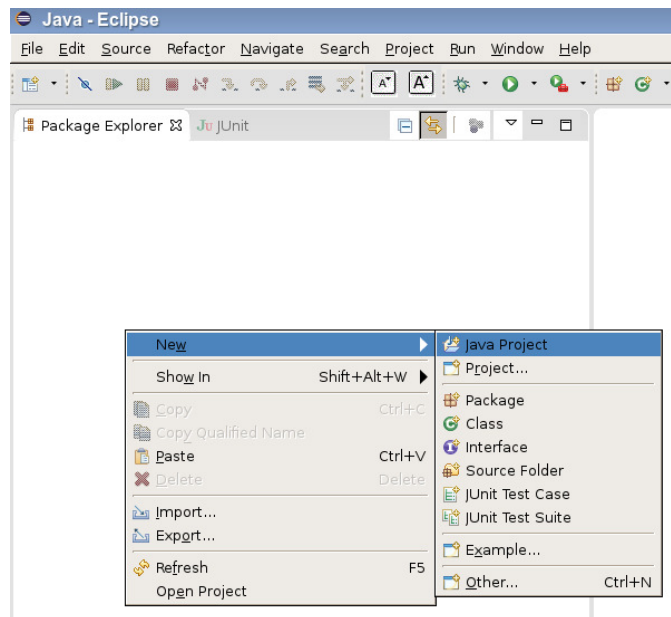 Java - Eclipse
File Edit Source Refactor Navigate Search Project Run Window Help
A A
Package Explorer Ju JUnit
New
Show In Shift+Alt+W
Copy Ctrl+C
Copy Qualified Name
Paste Ctrl+V
Delete Delete
Import...
Export...
Refresh F5
Open Project
Java Project
Project...
Package
Class
Interface
Source Folder
JUnit Test Case
JUnit Test Suite
Example...
Other... Ctrl+N